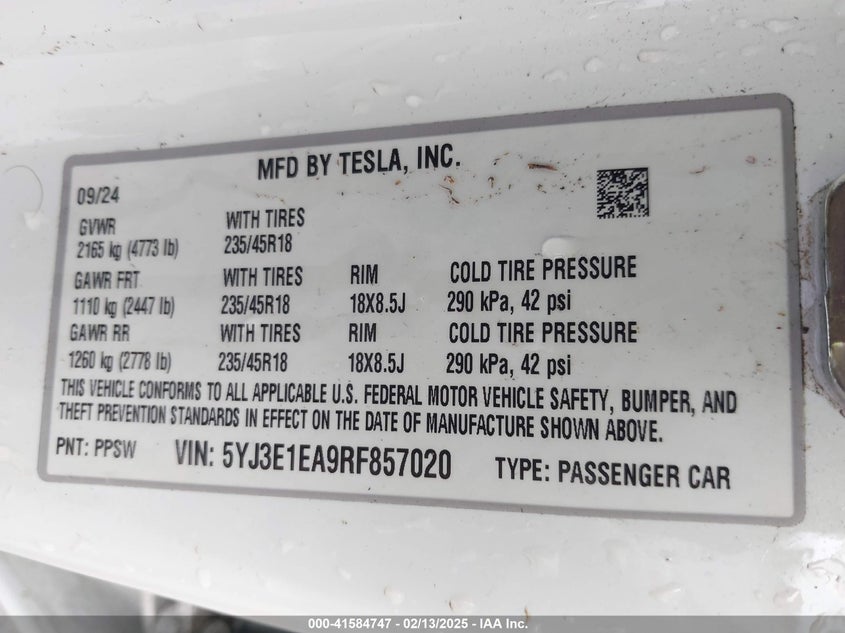 MFD BY TESLA, INC.
09/24
GVWR WITH TIRES
2165 kg (4773 lb) 235/45R18
GAWR FRT WITH TIRES RIM COLD TIRE PRESSURE
1110 kg (2447 lb) 235/45R18 18X8.5J 290 kPa, 42 psi
GAWR RR WITH TIRES RIM COLD TIRE PRESSURE
1260 kg (2778 lb) 235/45R18 18X8.5J 290 kPa, 42 psi
THIS VEHICLE CONFORMS TO ALL APPLICABLE U.S. FEDERAL MOTOR VEHICLE SAFETY, BUMPER, AND
THEFT PREVENTION STANDARDS IN EFFECT ON THE DATE OF MANUFACTURE SHOWN ABOVE.
PNT: PPSW VIN: 5YJ3E1EA9RF857020 TYPE: PASSENGER CAR
000-41584747 - 02/13/2025 - IAA Inc.